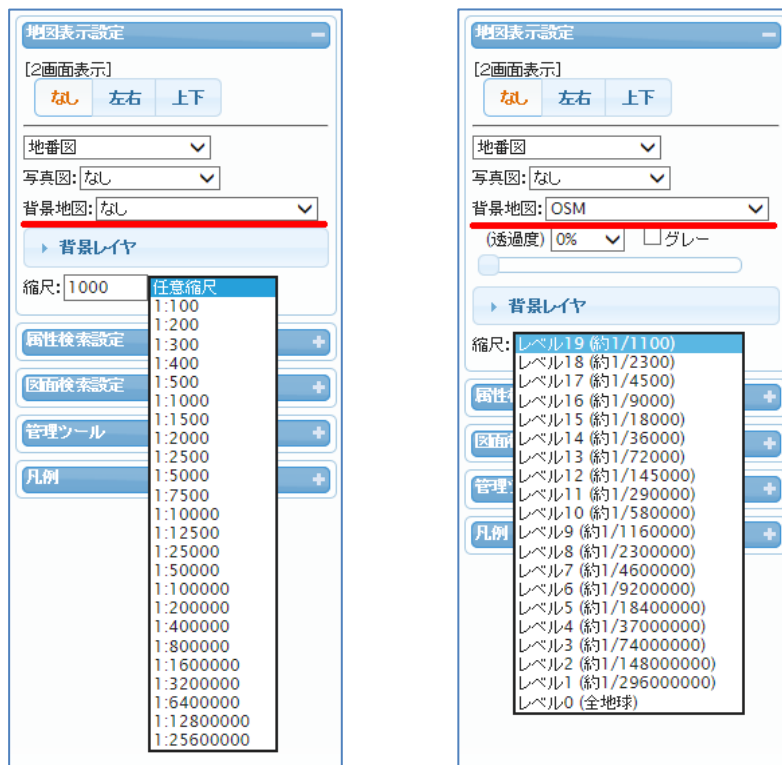 地図表示設定
[2画面表示]
なし 左右 上下
地番図
写真図: なし
背景地図: なし
背景レイヤ
縮尺: 1000 任意縮尺
1:100
1:200
1:300
1:400
1:500
1:1000
1:1500
1:2000
1:2500
1:5000
1:7500
1:10000
1:12500
1:25000
1:50000
1:100000
1:200000
1:400000
1:800000
1:1600000
1:3200000
1:6400000
1:12800000
1:25600000
属性検索設定
図面検索設定
管理ツール
凡例
地図表示設定
[2画面表示]
なし 左右 上下
地番図
写真図: なし
背景地図: OSM
(透過度) 0% グレー
背景レイヤ
縮尺: レベル19 (約1/1100)
レベル18 (約1/2300)
レベル17 (約1/4500)
レベル16 (約1/9000)
レベル15 (約1/18000)
レベル14 (約1/36000)
レベル13 (約1/72000)
レベル12 (約1/145000)
レベル11 (約1/290000)
レベル10 (約1/580000)
レベル9 (約1/1160000)
レベル8 (約1/2300000)
レベル7 (約1/4600000)
レベル6 (約1/9200000)
レベル5 (約1/18400000)
レベル4 (約1/37000000)
レベル3 (約1/74000000)
レベル2 (約1/148000000)
レベル1 (約1/296000000)
レベル0 (全地球)
属性
図面
管理
凡例